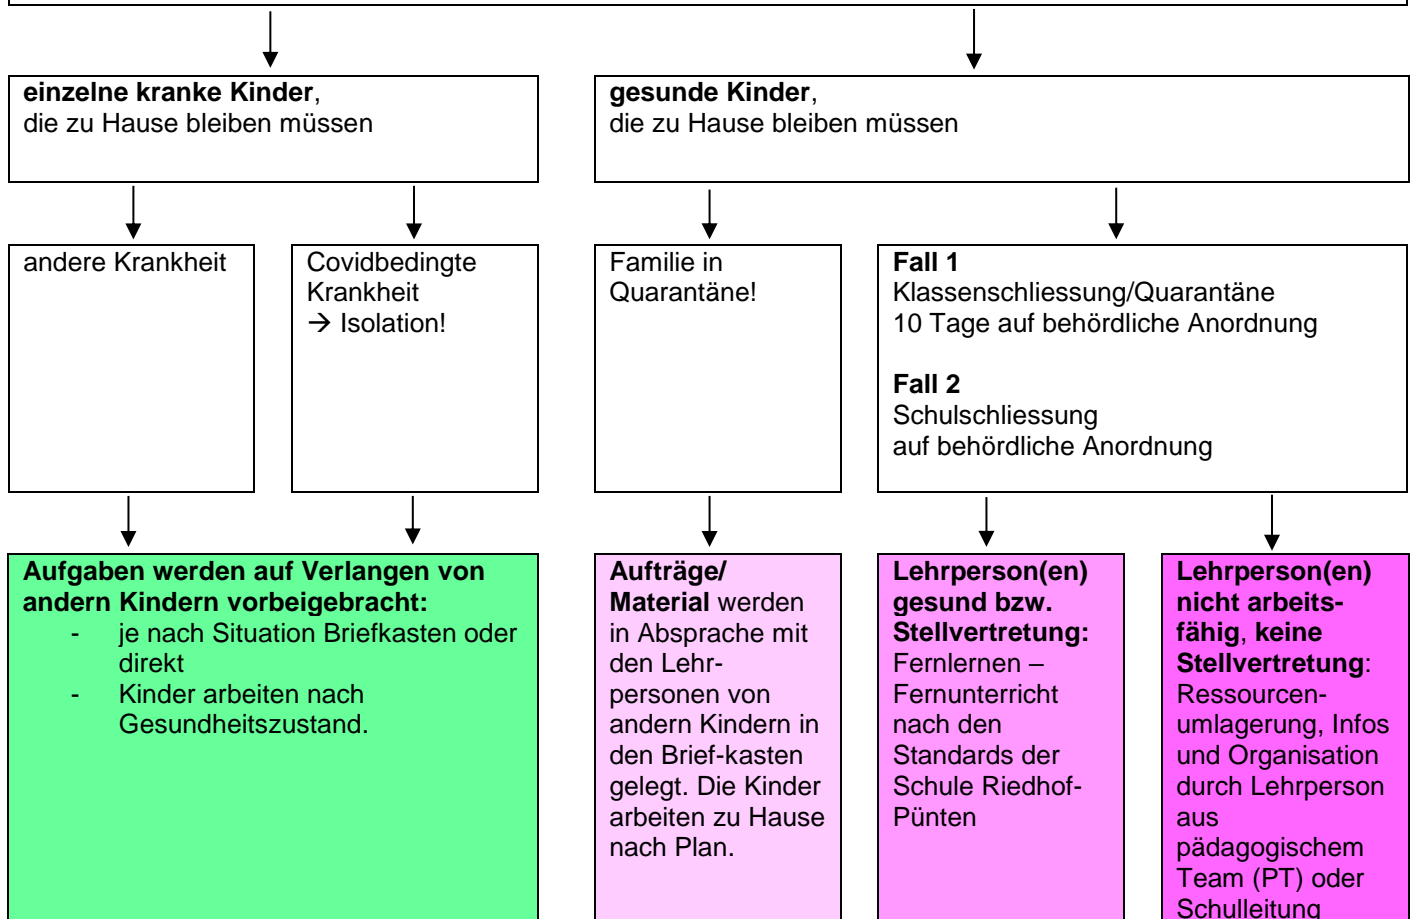 einzelne kranke Kinder,
die zu Hause bleiben müssen
gesunde Kinder,
die zu Hause bleiben müssen
andere Krankheit
Covidbedingte
Krankheit
→ Isolation!
Familie in
Quarantäne!
Fall 1
Klassenschliessung/Quarantäne
10 Tage auf behördliche Anordnung
Fall 2
Schulschliessung
auf behördliche Anordnung
Aufgaben werden auf Verlangen von
andern Kindern vorbeigebracht:
- je nach Situation Briefkasten oder
direkt
- Kinder arbeiten nach
Gesundheitszustand.
Aufträge/
Material werden
in Absprache mit
den Lehr-
personen von
andern Kindern in
den Brief-kasten
gelegt. Die Kinder
arbeiten zu Hause
nach Plan.
Lehrperson(en)
gesund bzw.
Stellvertretung:
Fernlernen –
Fernunterricht
nach den
Standards der
Schule Riedhof-
Pünten
Lehrperson(en)
nicht arbeits-
fähig, keine
Stellvertretung:
Ressourcen-
umlagerung, Infos
und Organisation
durch Lehrperson
aus
pädagogischem
Team (PT) oder
Schulleitung